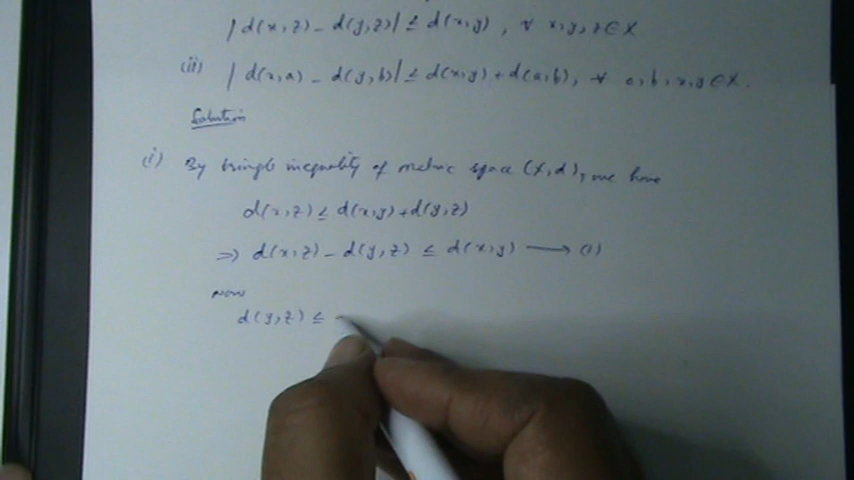 | d(x,z) - d(y,z)| ≤ d(x,y), ∀ x,y,z∈X
(ii) | d(x,a) - d(y,b)| ≤ d(x,y) + d(a,b), ∀ a,b,x,y∈X.
Solution
(i) By triangle inequality of metric space (X,d), we have
d(x,z) ≤ d(x,y)+d(y,z)
⇒ d(x,z) - d(y,z) ≤ d(x,y) ⟶ (1)
Now
d(y,z) ≤